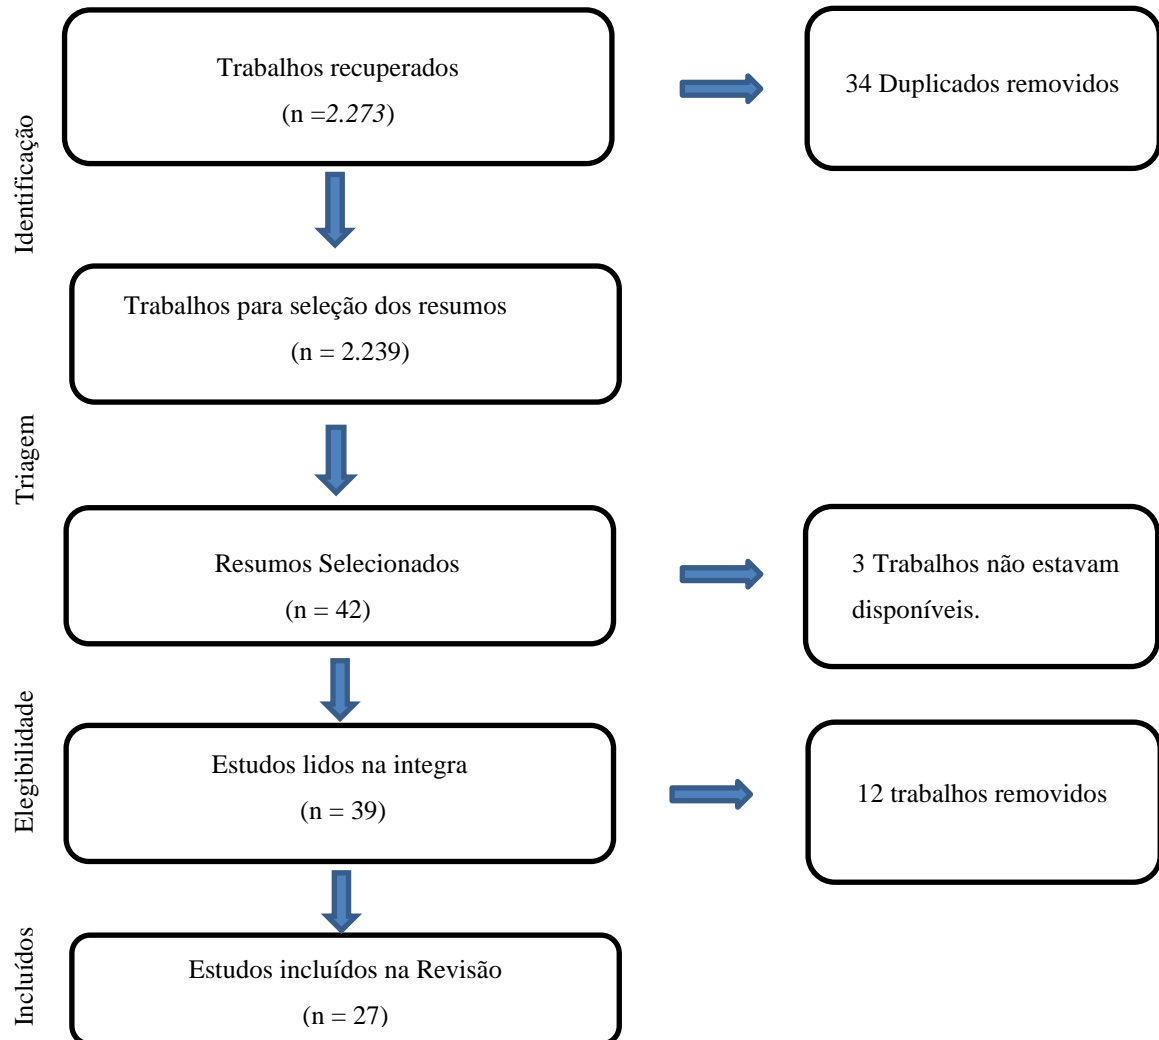 Identificação
Trabalhos recuperados
(n =2.273)
34 Duplicados removidos
Trabalhos para seleção dos resumos
(n = 2.239)
Triagem
Resumos Selecionados
(n = 42)
3 Trabalhos não estavam
disponíveis.
Elegibilidade
Estudos lidos na integra
(n = 39)
12 trabalhos removidos
Incluídos
Estudos incluídos na Revisão
(n = 27)